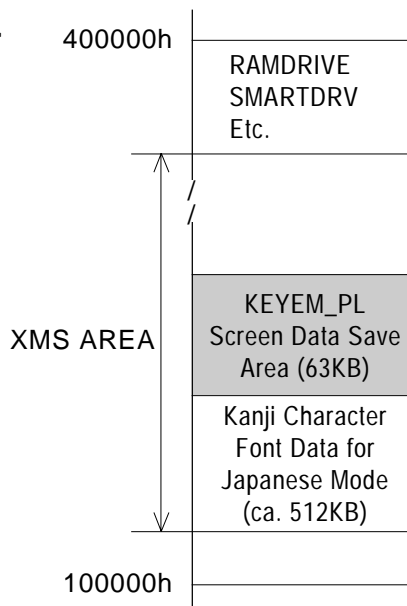 400000h
RAMDRIVE
SMARTDRV
Etc.
XMS AREA
KEYEM_PL
Screen Data Save
Area (63KB)
Kanji Character
Font Data for
Japanese Mode
(ca. 512KB)
100000h